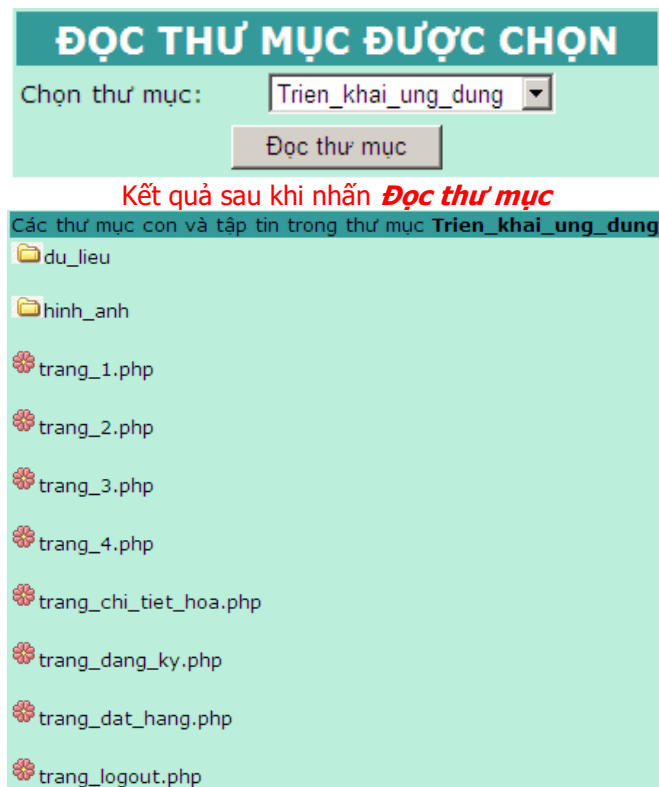 ĐỌC THƯ MỤC ĐƯỢC CHỌN
Chọn thư mục: Trien_khai_ung_dung
Đọc thư mục
Kết quả sau khi nhấn Đọc thư mục
Các thư mục con và tập tin trong thư mục Trien_khai_ung_dung
du_lieu
hinh_anh
trang_1.php
trang_2.php
trang_3.php
trang_4.php
trang_chi_tiet_hoa.php
trang_dang_ky.php
trang_dat_hang.php
trang_logout.php